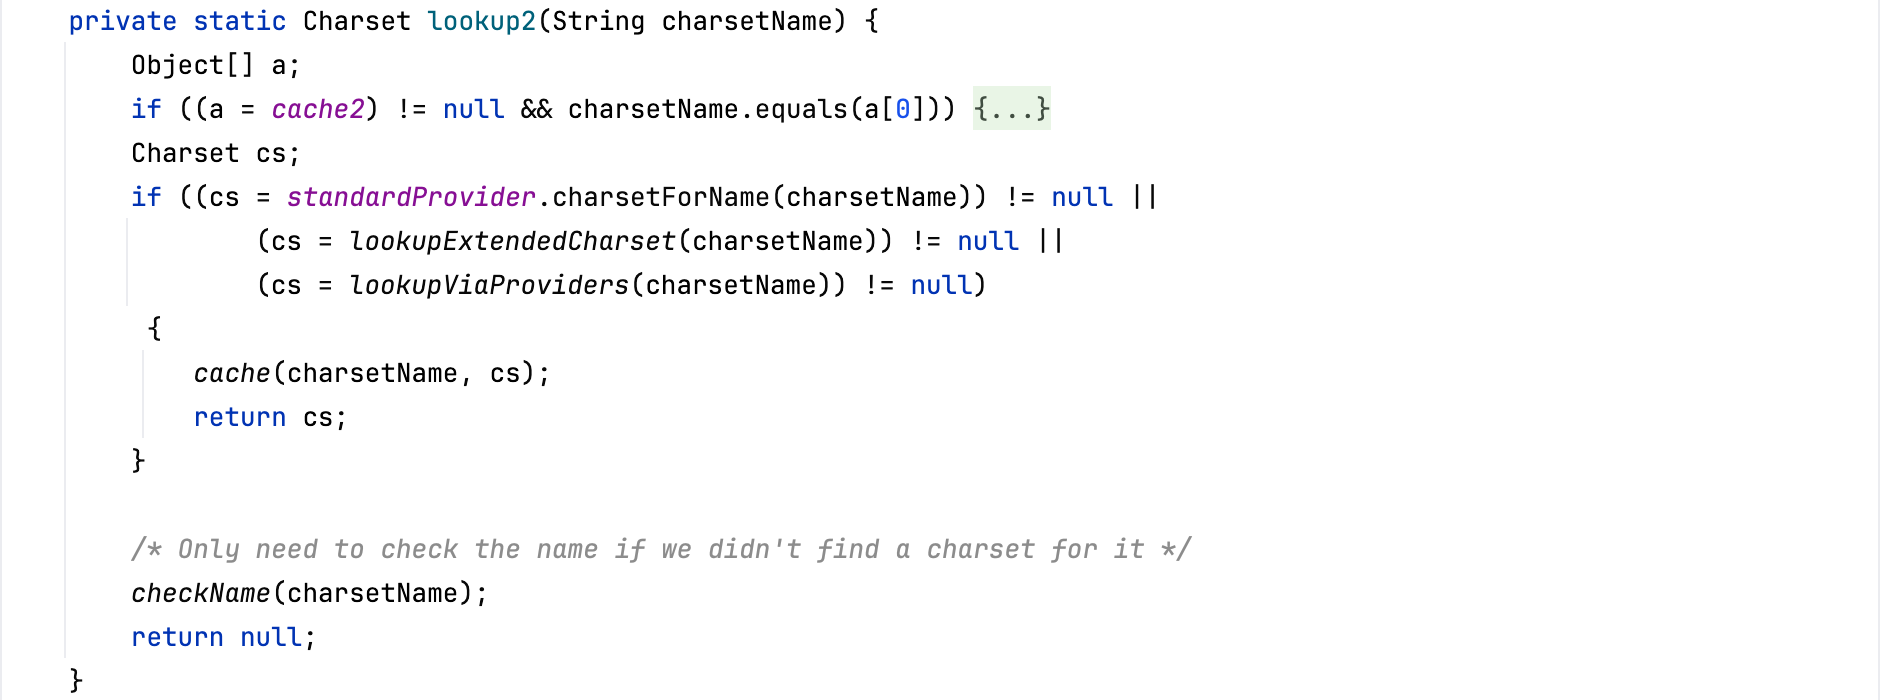 private static Charset lookup2(String charsetName) {
    Object[] a;
    if ((a = cache2) != null && charsetName.equals(a[0])) {...}
    Charset cs;
    if ((cs = standardProvider.charsetForName(charsetName)) != null ||
            (cs = lookupExtendedCharset(charsetName)) != null ||
            (cs = lookupViaProviders(charsetName)) != null)
     {
        cache(charsetName, cs);
        return cs;
    }

    /* Only need to check the name if we didn't find a charset for it */
    checkName(charsetName);
    return null;
}